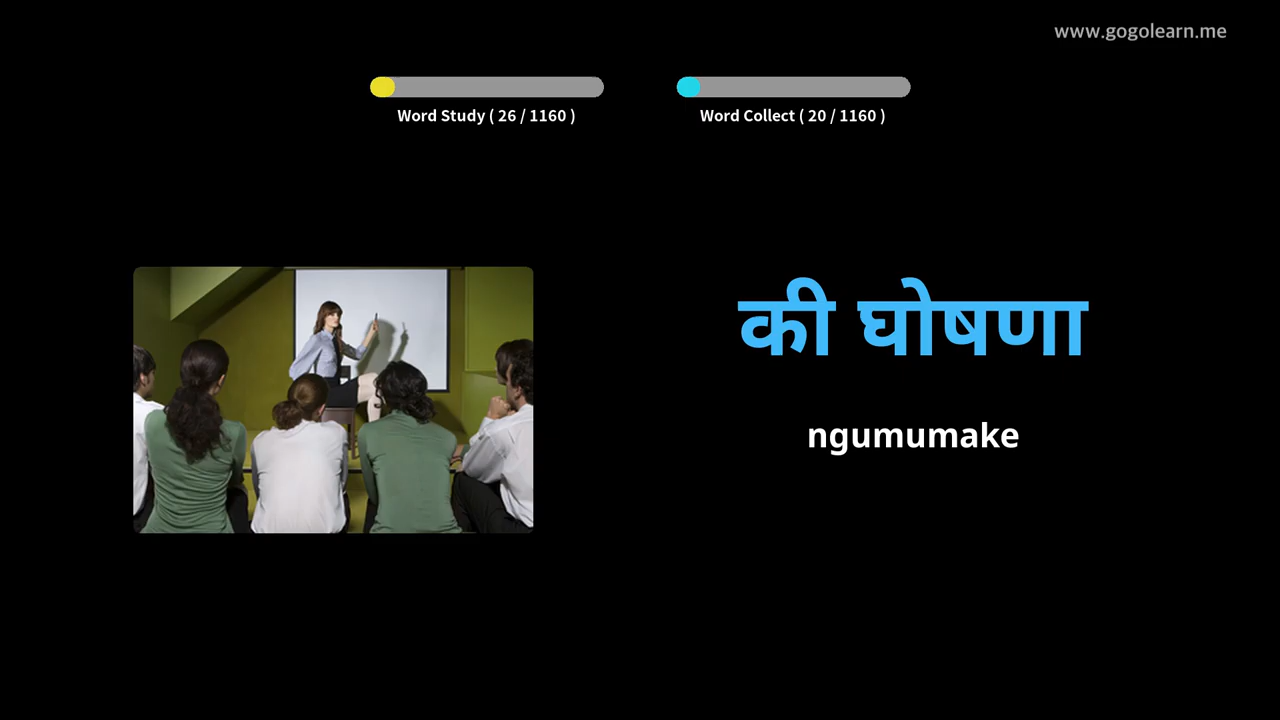 www.gogolearn.me
Word Study ( 26 / 1160 )
Word Collect ( 20 / 1160 )
की घोषणा
ngumumake